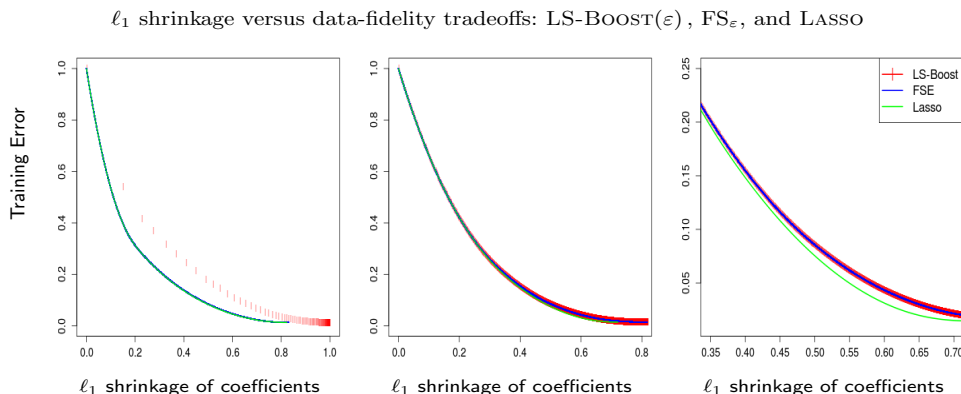 ℓ1 shrinkage versus data-fidelity tradeoffs: LS-BOOST(ε) , FSε, and LASSO
Training Error
1.0
0.8
0.6
0.4
0.2
0.0
0.0 0.2 0.4 0.6 0.8 1.0
ℓ1 shrinkage of coefficients
1.0
0.8
0.6
0.4
0.2
0.0
0.0 0.2 0.4 0.6 0.8
ℓ1 shrinkage of coefficients
LS-Boost
FSE
Lasso
0.25
0.20
0.15
0.10
0.05
0.35 0.40 0.45 0.50 0.55 0.60 0.65 0.70
ℓ1 shrinkage of coefficients